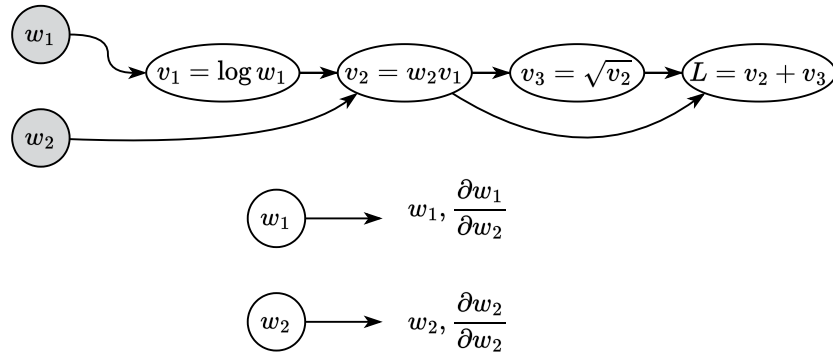 w₁
v₁ = log w₁
v₂ = w₂v₁
v₃ = √v₂
L = v₂ + v₃
w₂
w₁
w₁, ∂w₁/∂w₂
w₂
w₂, ∂w₂/∂w₂